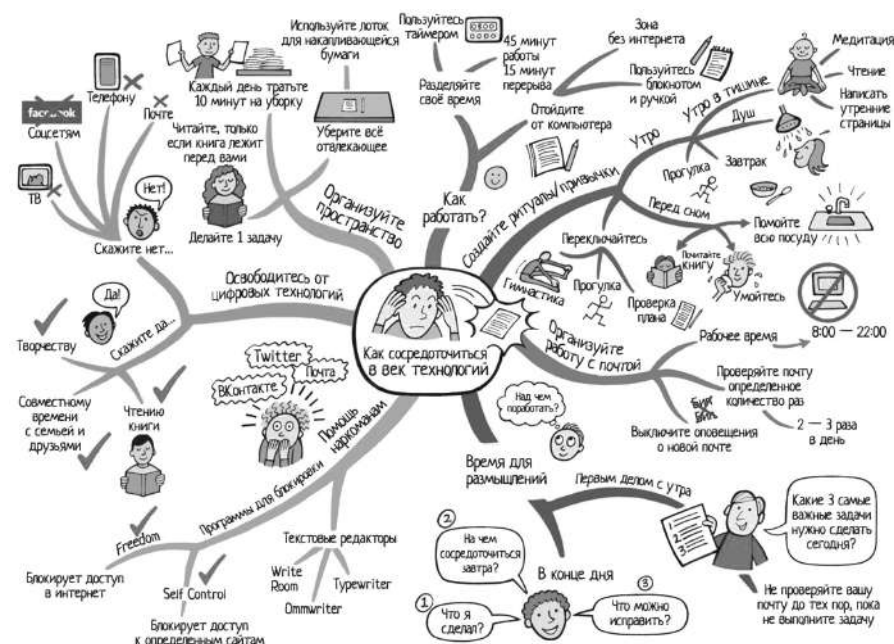 Как сосредоточиться
в век технологий
Организуйте
пространство
Каждый день тратьте
10 минут на уборку
Используйте лоток
для накапливающейся
бумаги
Уберите всё
отвлекающее
Читайте, только
если книга лежит
перед вами
Делайте 1 задачу
Как
работать?
Разделяйте
своё время
Пользуйтесь
таймером
45 минут
работы
15 минут
перерыва
Отойдите
от компьютера
Зона
без интернета
Пользуйтесь
блокнотом
и ручкой
Создайте ритуалы/привычки
Утро
Утро в тишине
Медитация
Чтение
Написать
утренние
страницы
Душ
Завтрак
Прогулка
Перед сном
Помойте
всю посуду
Почитайте
книгу
Умойтесь
Переключайтесь
Гимнастика
Прогулка
Проверка
плана
Организуйте
работу с почтой
Рабочее время
8:00 — 22:00
Проверяйте почту
определенное
количество раз
2 — 3 раза
в день
Выключите оповещения
о новой почте
Время для
размышлений
Над чем
поработать?
Первым делом с утра
1
2
3
Какие 3 самые
важные задачи
нужно сделать
сегодня?
Не проверяйте вашу
почту до тех пор, пока
не выполните задачу
В конце дня
1
Что я
сделал?
2
На чем
сосредоточиться
завтра?
3
Что можно
исправить?
Помощь
наркоманам
Twitter
Почта
ВКонтакте
Программы для блокировки
Freedom
Блокирует доступ
в интернет
Self Control
Блокирует доступ
к определенным сайтам
Текстовые редакторы
Write
Room
Ommwriter
Typewriter
Освободитесь от
цифровых технологий
Скажите нет...
Нет!
ТВ
facebook
Соцсетям
Телефону
Почте
Скажите да...
Да!
Творчеству
Совместному
времени
с семьей и
друзьями
Чтению
книги